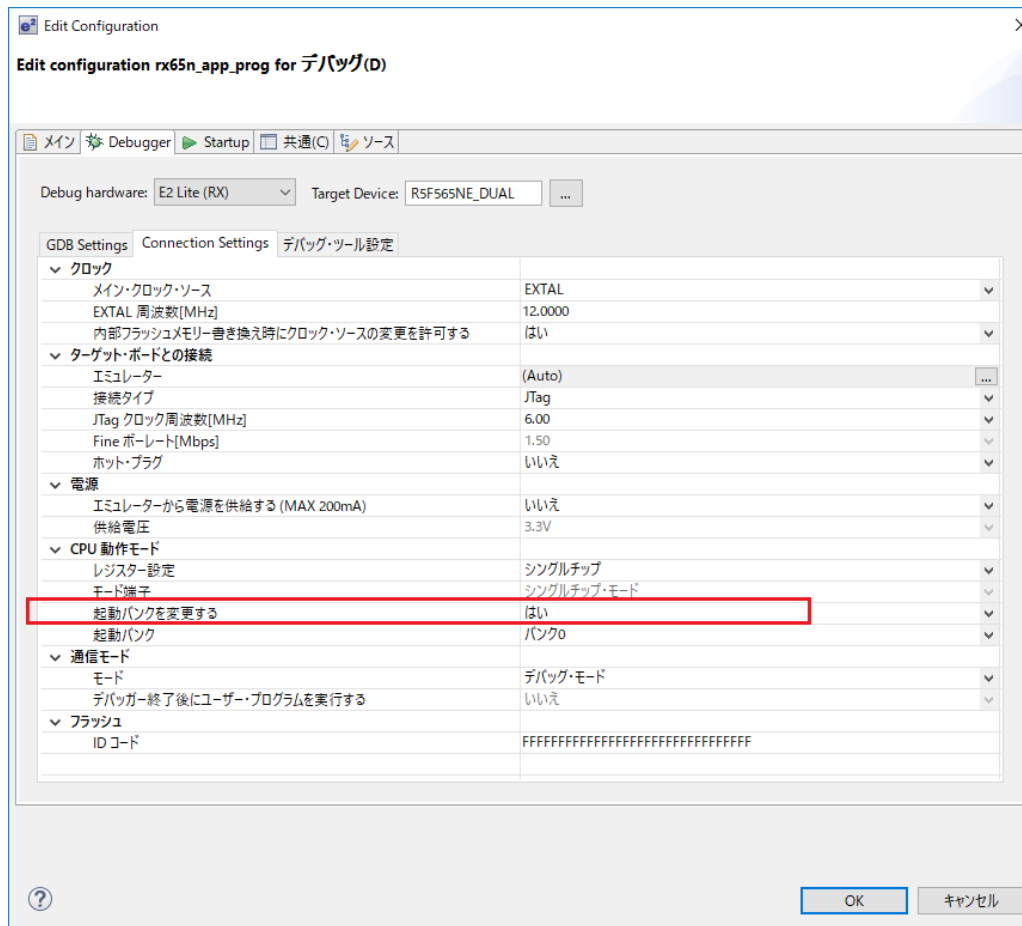 e² Edit Configuration
Edit configuration rx65n_app_prog for デバッグ(D)
メイン Debugger Startup 共通(C) ソース
Debug hardware: E2 Lite (RX) Target Device: R5F565NE_DUAL ...
GDB Settings Connection Settings デバッグ・ツール設定
クロック
メイン・クロック・ソース EXTAL
EXTAL 周波数[MHz] 12.0000
内部フラッシュメモリー書き換え時にクロック・ソースの変更を許可する はい
ターゲット・ボードとの接続
エミュレーター (Auto) ...
接続タイプ JTag
JTag クロック周波数[MHz] 6.00
Fine ボーレート[Mbps] 1.50
ホット・プラグ いいえ
電源
エミュレーターから電源を供給する (MAX 200mA) いいえ
供給電圧 3.3V
CPU 動作モード
レジスター設定 シングルチップ
モード端子 シングルチップ・モード
起動バンクを変更する はい
起動バンク バンク0
通信モード
モード デバッグ・モード
デバッガー終了後にユーザー・プログラムを実行する いいえ
フラッシュ
ID コード FFFFFFFFFFFFFFFFFFFFFFFFFFFFFFFF
? OK キャンセル